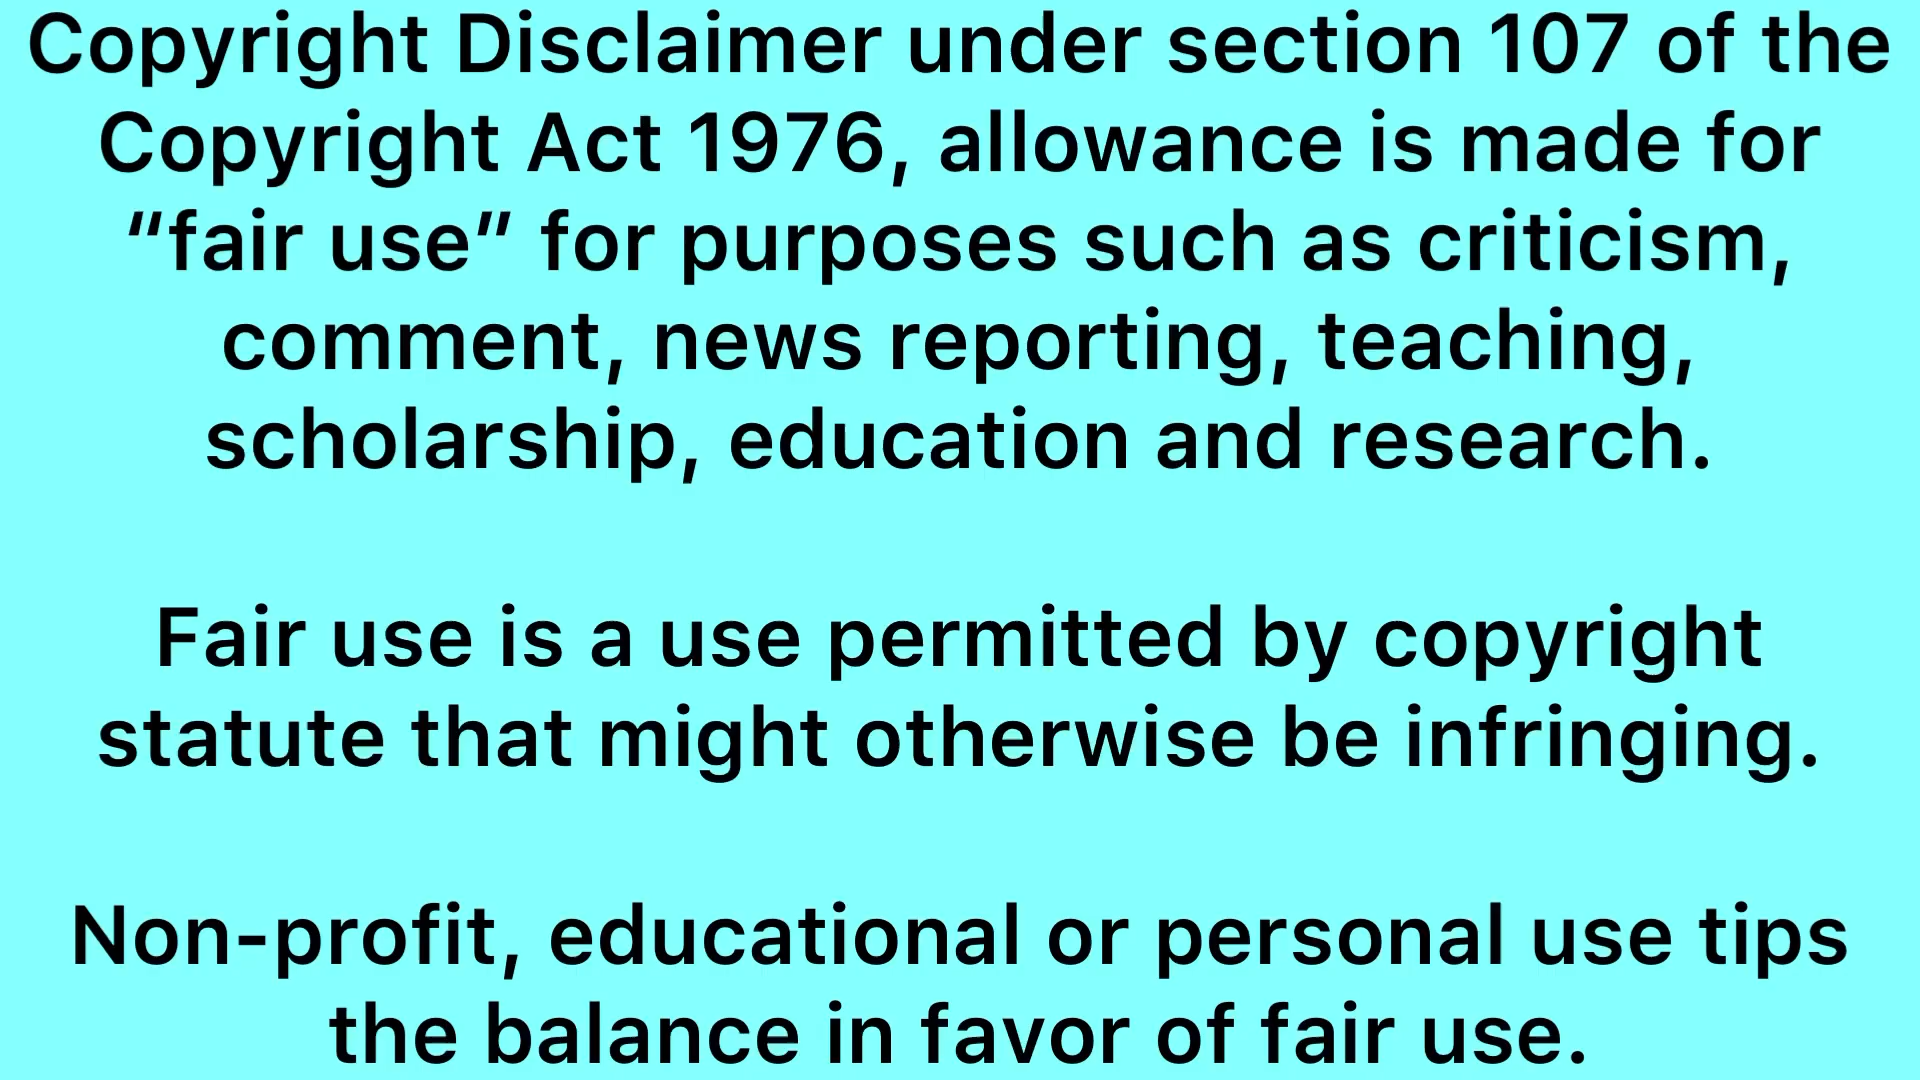 Copyright Disclaimer under section 107 of the
Copyright Act 1976, allowance is made for
“fair use” for purposes such as criticism,
comment, news reporting, teaching,
scholarship, education and research.
Fair use is a use permitted by copyright
statute that might otherwise be infringing.
Non-profit, educational or personal use tips
the balance in favor of fair use.